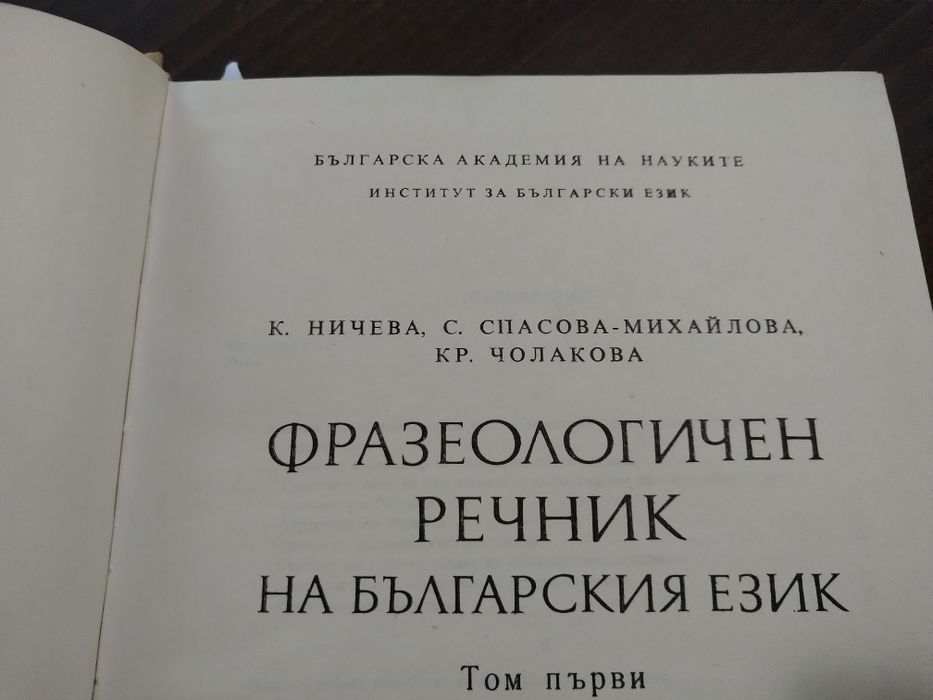 БЪЛГАРСКА АКАДЕМИЯ НА НАУКИТЕ
ИНСТИТУТ ЗА БЪЛГАРСКИ ЕЗИК
К. НИЧЕВА, С. СПАСОВА-МИХАЙЛОВА,
КР. ЧОЛАКОВА
ФРАЗЕОЛОГИЧЕН
РЕЧНИК
НА БЪЛГАРСКИЯ ЕЗИК
Том първи